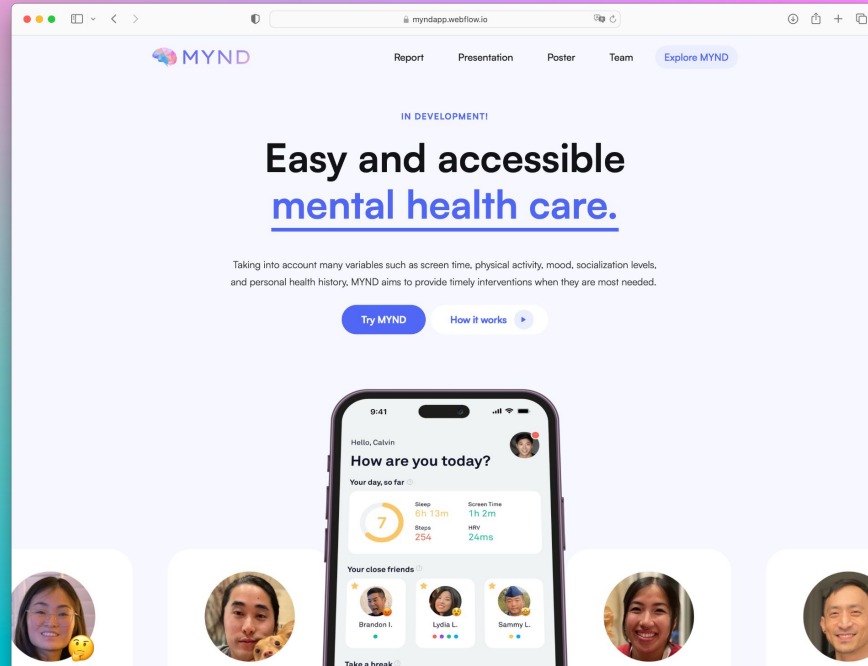 myndapp.webflow.io
MYND
Report
Presentation
Poster
Team
Explore MYND
IN DEVELOPMENT!
Easy and accessible
mental health care.
Taking into account many variables such as screen time, physical activity, mood, socialization levels,
and personal health history, MYND aims to provide timely interventions when they are most needed.
Try MYND
How it works
9:41
Hello, Calvin
How are you today?
Your day, so far
7
Sleep
6h 13m
Screen Time
1h 2m
Steps
254
HRV
24ms
Your close friends
Brandon I.
Lydia L.
Sammy L.
Take a break